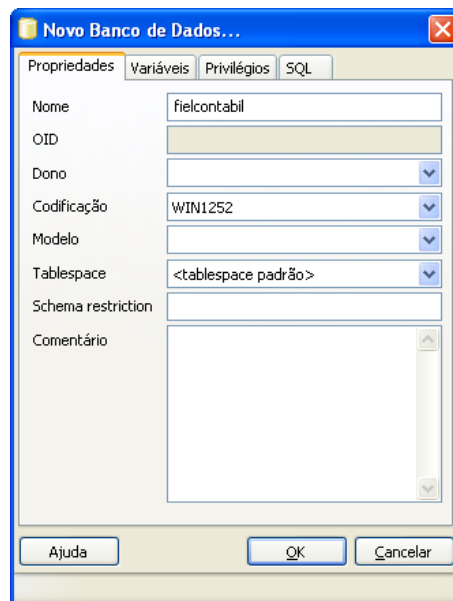 Novo Banco de Dados...
Propriedades Variáveis Privilégios SQL
Nome fielcontabil
OID
Dono
Codificação WIN1252
Modelo
Tablespace <tablespace padrão>
Schema restriction
Comentário
Ajuda OK Cancelar